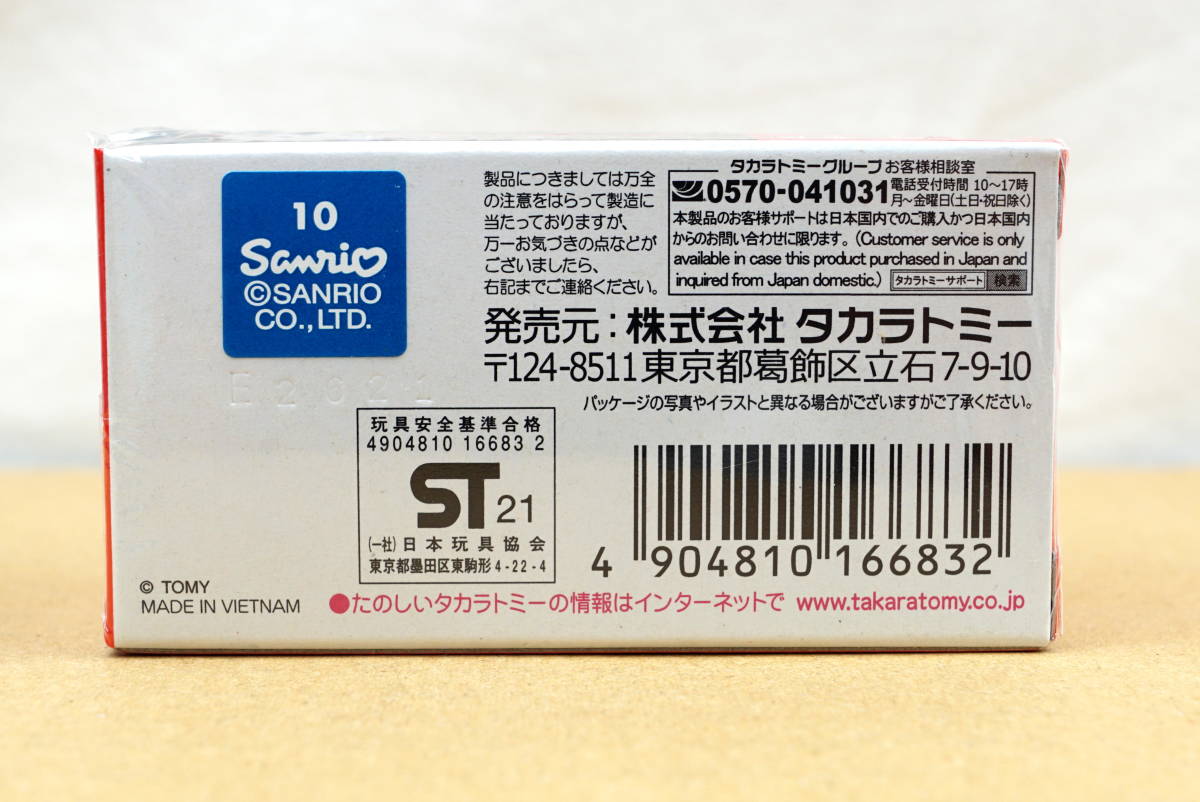 10
Sanrio
©SANRIO
CO.,LTD.
E2621
製品につきましては万全
の注意をはらって製造に
当たっておりますが、
万一お気づきの点などが
ございましたら、
右記までご連絡ください。
タカラトミーグループ お客様相談室
0570-041031 電話受付時間 10～17時
月～金曜日(土日・祝日除く)
本製品のお客様サポートは日本国内でのご購入かつ日本国内
からのお問い合わせに限ります。(Customer service is only
available in case this product purchased in Japan and
inquired from Japan domestic.) タカラトミーサポート 検索
発売元：株式会社 タカラトミー
〒124-8511 東京都葛飾区立石7-9-10
パッケージの写真やイラストと異なる場合がございますがご了承ください。
玩具安全基準合格
4904810 16683 2
ST 21
(一社)日本玩具協会
東京都墨田区東駒形4-22-4
4 904810 166832
© TOMY
MADE IN VIETNAM
●たのしいタカラトミーの情報はインターネットで www.takaratomy.co.jp